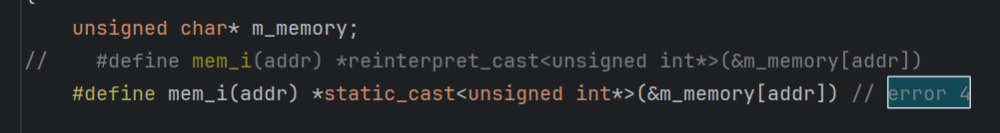 unsigned char* m_memory;
//    #define mem_i(addr) *reinterpret_cast<unsigned int*>(&m_memory[addr])
#define mem_i(addr) *static_cast<unsigned int*>(&m_memory[addr]) // error 4